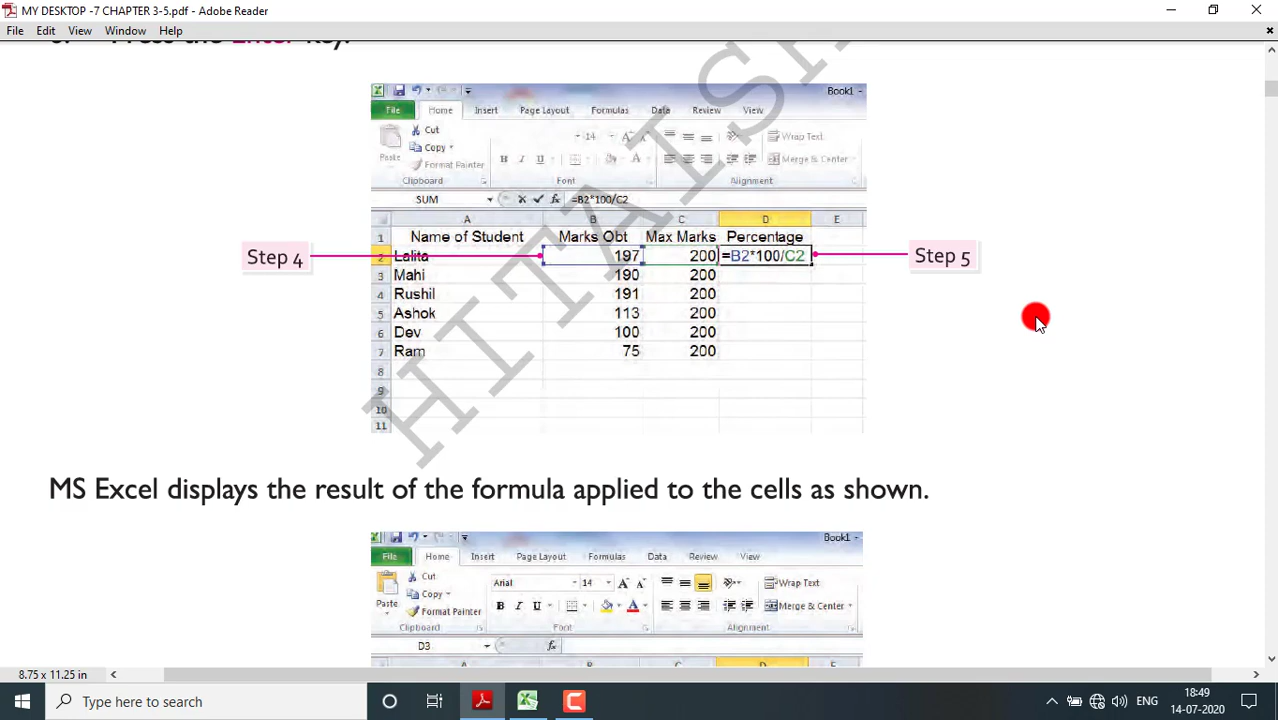 MY DESKTOP -7 CHAPTER 3-5.pdf - Adobe Reader
File Edit View Window Help
Press the Enter key.
Book1 -
File Home Insert Page Layout Formulas Data Review View
Cut
Copy
Format Painter
Paste
14
B I U
A
Wrap Text
Merge & Center
Clipboard Font Alignment
SUM =B2*100/C2
A B C D E
1 Name of Student Marks Obt Max Marks Percentage
2 Lalita 197 200 =B2*100/C2
3 Mahi 190 200
4 Rushil 191 200
5 Ashok 113 200
6 Dev 100 200
7 Ram 75 200
8
9
10
11
Step 4
Step 5
HITAISH
MS Excel displays the result of the formula applied to the cells as shown.
Book1 -
File Home Insert Page Layout Formulas Data Review View
Cut
Copy
Format Painter
Paste
Arial 14
B I U
A
Wrap Text
Merge & Center
Clipboard Font Alignment
D3
8.75 x 11.25 in
Type here to search
ENG
18:49
14-07-2020